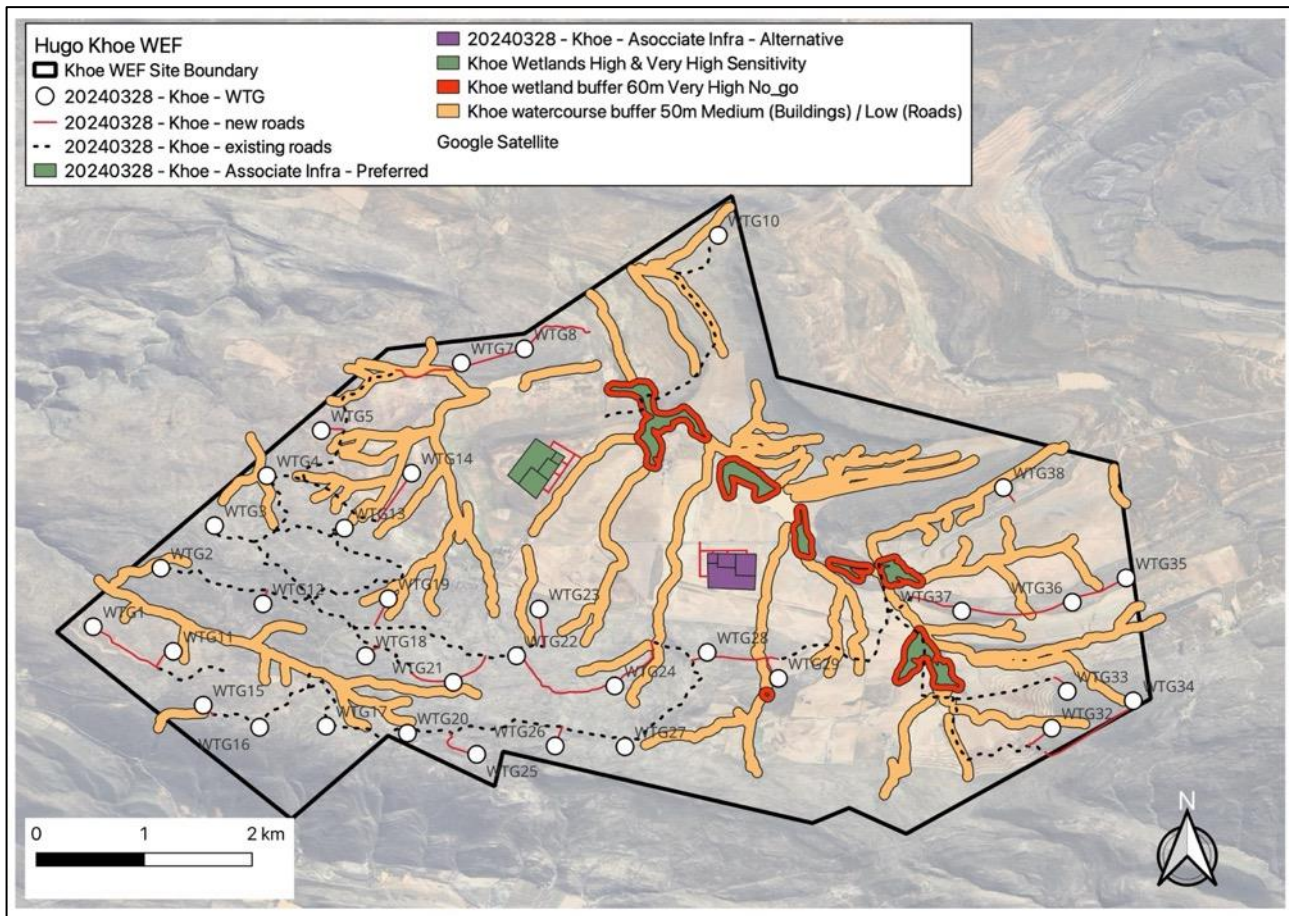 Hugo Khoe WEF
Khoe WEF Site Boundary
20240328 - Khoe - WTG
20240328 - Khoe - new roads
20240328 - Khoe - existing roads
20240328 - Khoe - Associate Infra - Preferred
20240328 - Khoe - Asocciate Infra - Alternative
Khoe Wetlands High & Very High Sensitivity
Khoe wetland buffer 60m Very High No_go
Khoe watercourse buffer 50m Medium (Buildings) / Low (Roads)
Google Satellite
WTG10
WTG8
WTG7
WTG5
WTG4
WTG14
WTG38
WTG3
WTG13
WTG2
WTG35
WTG12
WTG19
WTG23
WTG37
WTG36
WTG1
WTG11
WTG18
WTG22
WTG28
WTG21
WTG24
WTG29
WTG33
WTG34
WTG15
WTG17
WTG20
WTG26
WTG27
WTG32
WTG16
WTG25
0 1 2 km
N